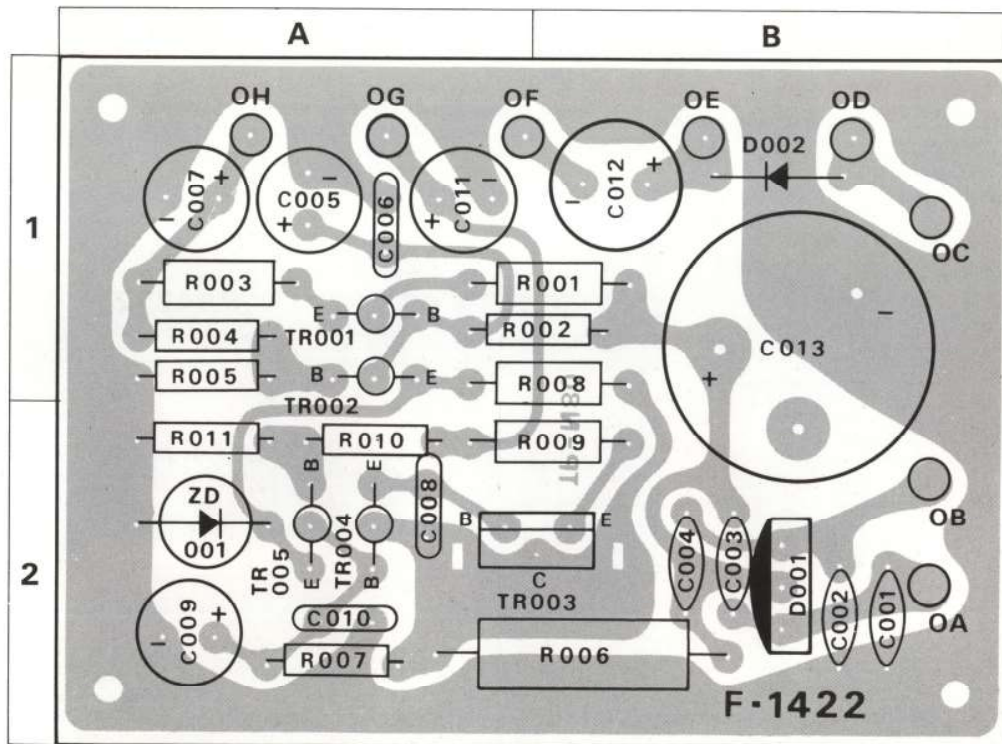 A B
OH OG OF OE OD
D002
C007 + -
C005 - +
C006
C011 - +
C012 + -
OC
1
R003 R001
E B
TR001
R004 R002
C013 - +
R005 B E R008
TR002
R011 B R010 E R009
ZD
001
C008
B E
C
TR003
OB
C004 C003 D001
TR
005
TR004
E B
2
C002 C001
OA
C009 - +
C010
R007 R006
F-1422